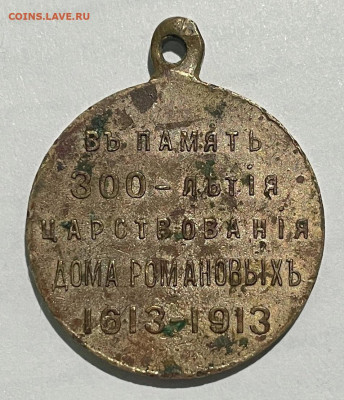 COINS.LAVE.RU
ВЪ ПАМЯТЬ
300-ЛѢТІЯ
ЦАРСТВОВАНІЯ
ДОМА РОМАНОВЫХЪ
1613-1913